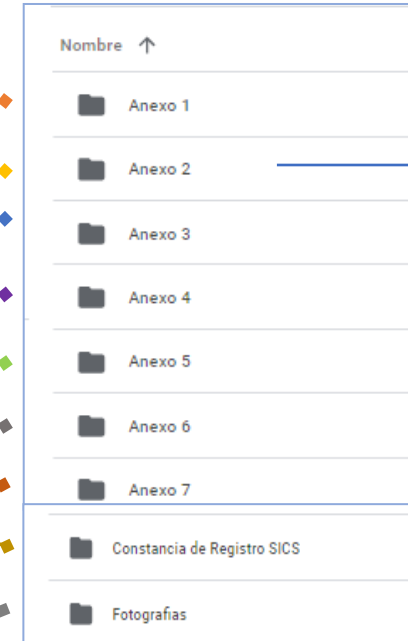 Nombre ↑
Anexo 1
Anexo 2
Anexo 3
Anexo 4
Anexo 5
Anexo 6
Anexo 7
Constancia de Registro SICS
Fotografias